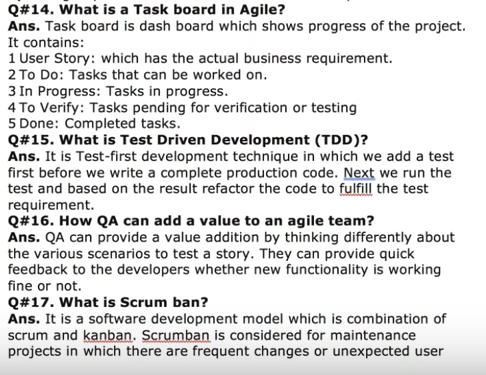 Q#14. What is a Task board in Agile?
Ans. Task board is dash board which shows progress of the project.
It contains:
1 User Story: which has the actual business requirement.
2 To Do: Tasks that can be worked on.
3 In Progress: Tasks in progress.
4 To Verify: Tasks pending for verification or testing
5 Done: Completed tasks.
Q#15. What is Test Driven Development (TDD)?
Ans. It is Test-first development technique in which we add a test
first before we write a complete production code. Next we run the
test and based on the result refactor the code to fulfill the test
requirement.
Q#16. How QA can add a value to an agile team?
Ans. QA can provide a value addition by thinking differently about
the various scenarios to test a story. They can provide quick
feedback to the developers whether new functionality is working
fine or not.
Q#17. What is Scrum ban?
Ans. It is a software development model which is combination of
scrum and kanban. Scrumban is considered for maintenance
projects in which there are frequent changes or unexpected user